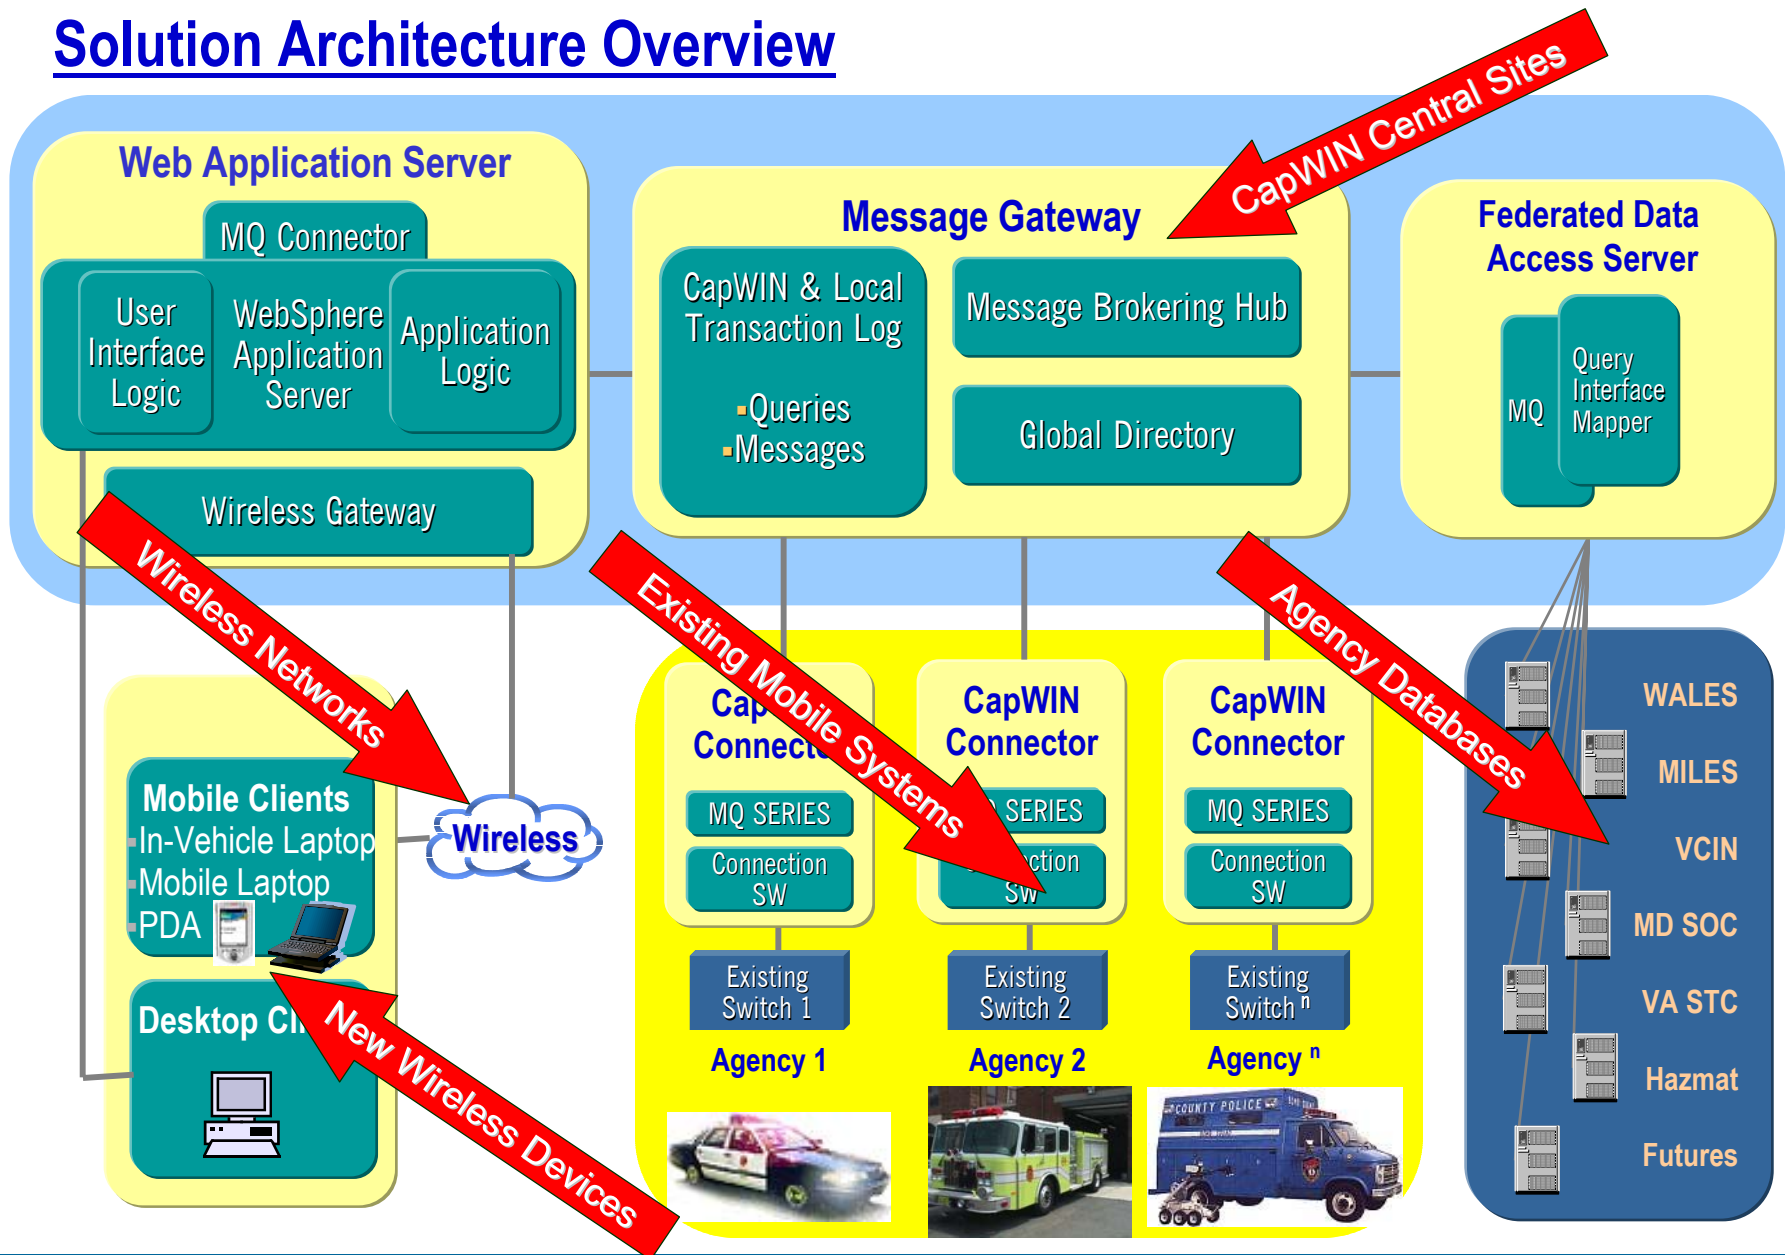 Solution Architecture Overview
CapWIN Central Sites
Web Application Server
MQ Connector
User
Interface
Logic
WebSphere
Application
Server
Application
Logic
Wireless Gateway
Message Gateway
CapWIN & Local
Transaction Log
▪Queries
▪Messages
Message Brokering Hub
Global Directory
Federated Data
Access Server
MQ
Query
Interface
Mapper
Wireless Networks
Existing Mobile Systems
Agency Databases
Mobile Clients
▪In-Vehicle Laptop
▪Mobile Laptop
▪PDA
Desktop Cli
New Wireless Devices
Wireless
Cap
Connecto
MQ SERIES
Connection
SW
Existing
Switch 1
Agency 1
CapWIN
Connector
SERIES
ction
SW
Existing
Switch 2
Agency 2
CapWIN
Connector
MQ SERIES
Connection
SW
Existing
Switch n
Agency n
COUNTY POLICE
WALES
MILES
VCIN
MD SOC
VA STC
Hazmat
Futures